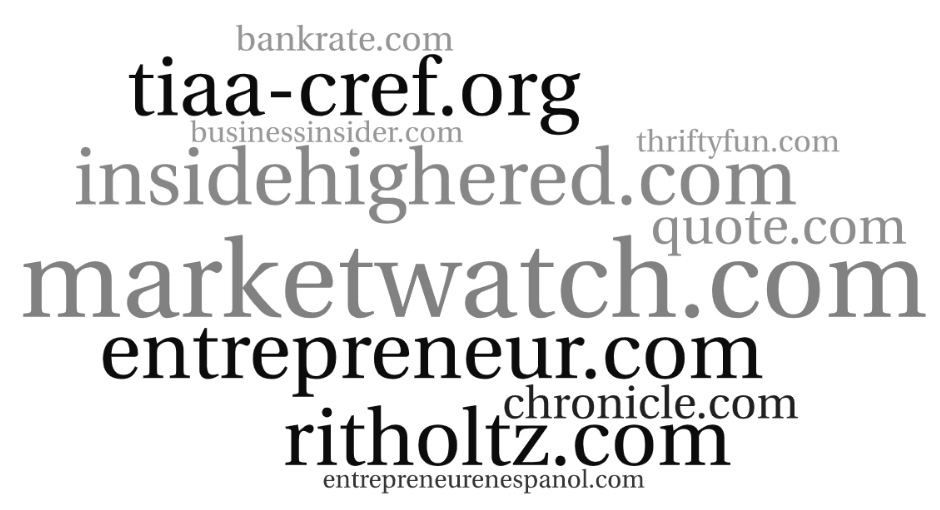 bankrate.com
tiaa-cref.org
businessinsider.com
thriftyfun.com
insidehighered.com
quote.com
marketwatch.com
entrepreneur.com
chronicle.com
ritholtz.com
entrepreneurenespanol.com